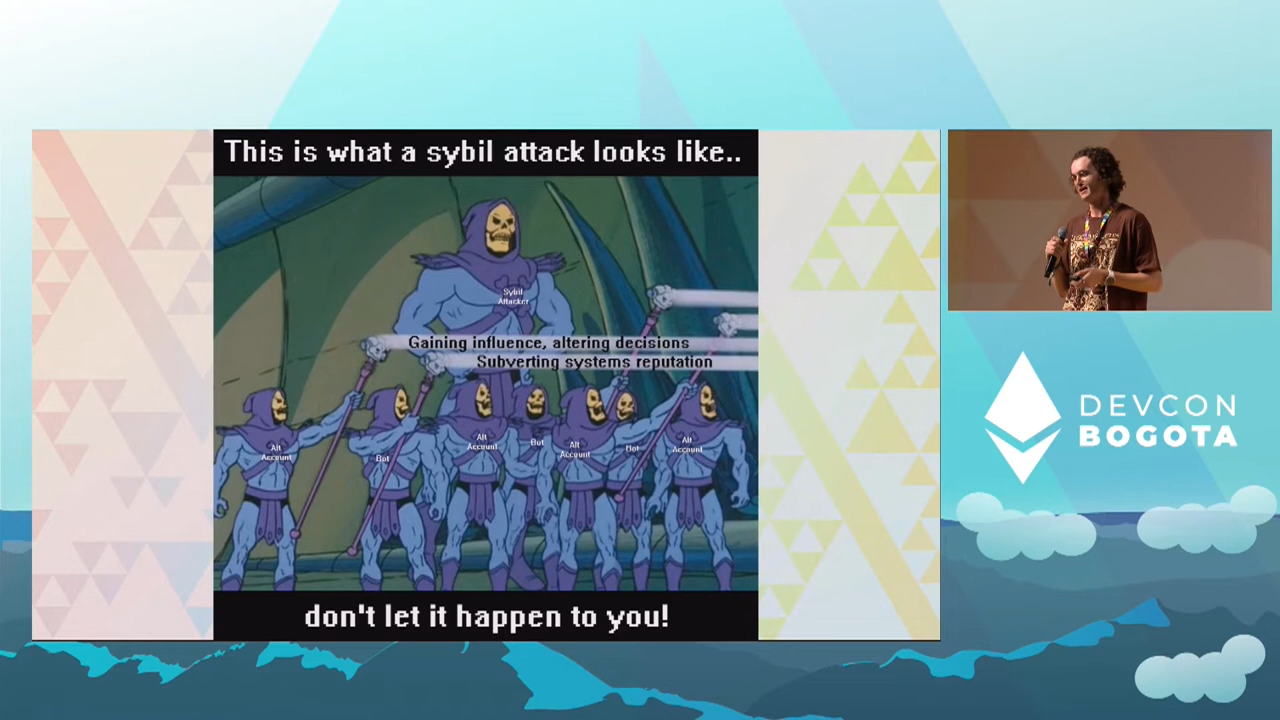 This is what a sybil attack looks like..
Sybil
Attacker
Gaining influence, altering decisions
Subverting systems reputation
Alt
Account
Bot
Alt
Account
Bot
Alt
Account
Bot
Alt
Account
don't let it happen to you!
DEVCON
BOGOTA